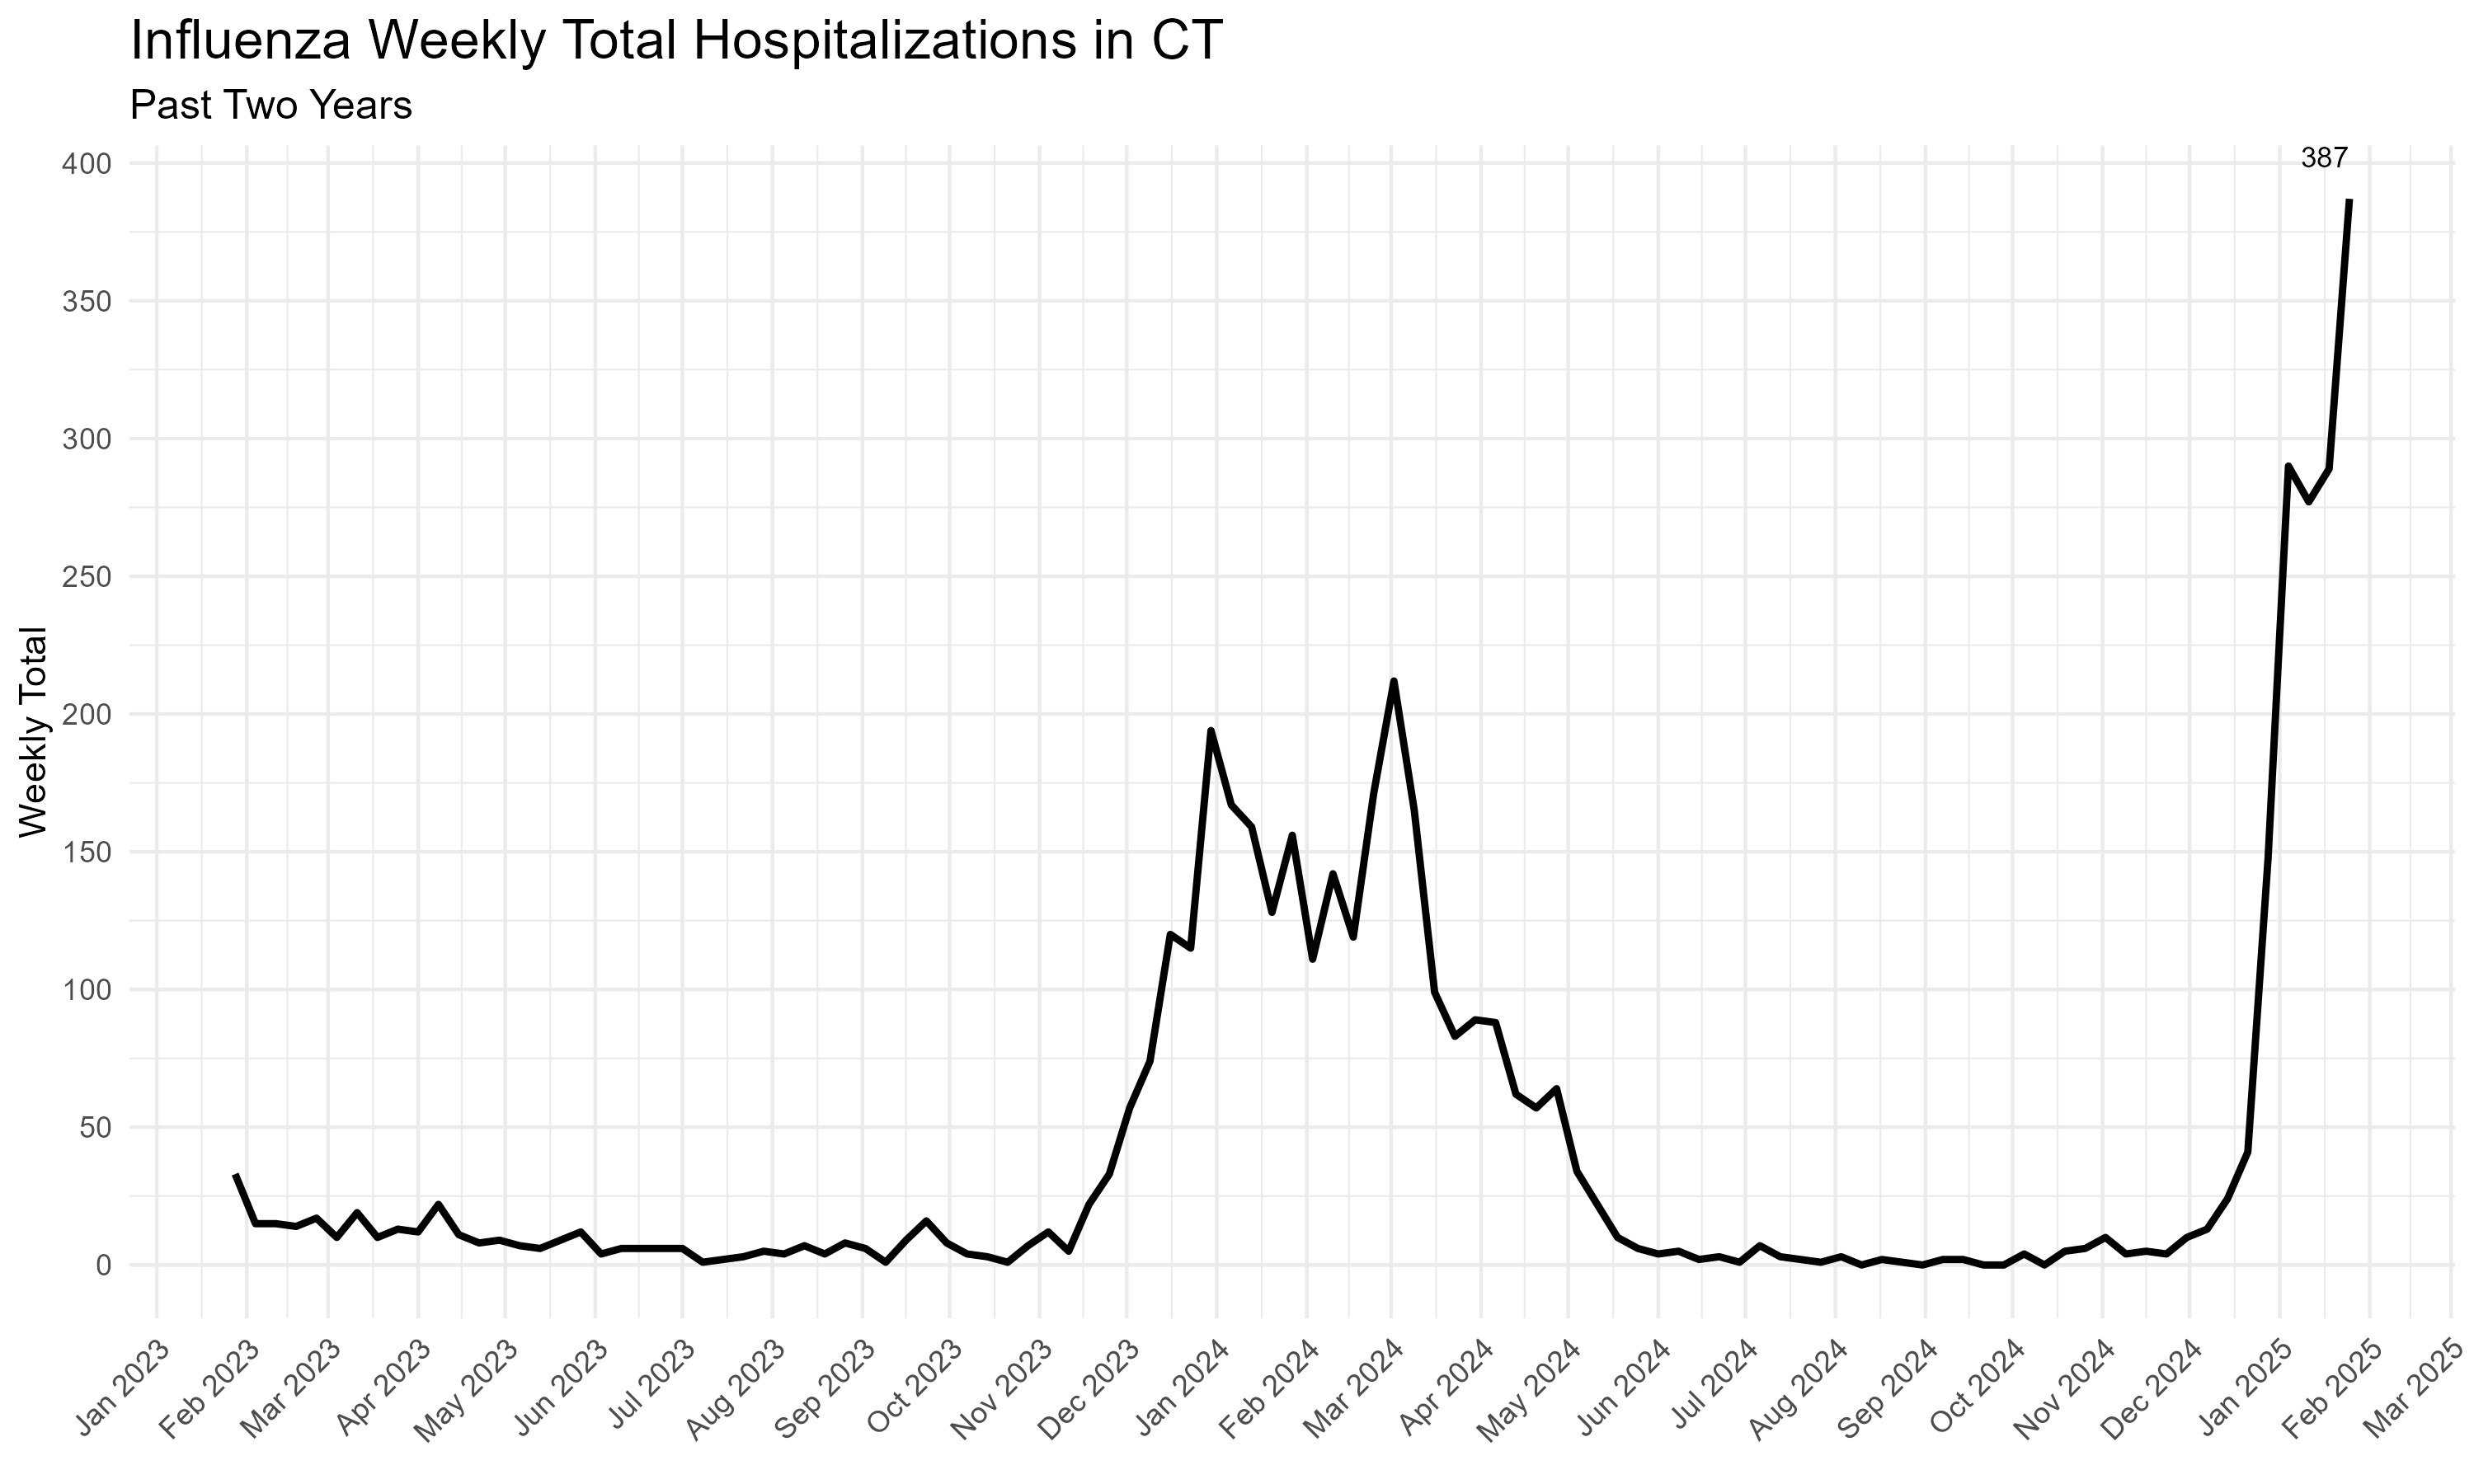 Influenza Weekly Total Hospitalizations in CT
Past Two Years
387
400
350
300
250
200
150
100
50
0
Weekly Total
Jan 2023
Feb 2023
Mar 2023
Apr 2023
May 2023
Jun 2023
Jul 2023
Aug 2023
Sep 2023
Oct 2023
Nov 2023
Dec 2023
Jan 2024
Feb 2024
Mar 2024
Apr 2024
May 2024
Jun 2024
Jul 2024
Aug 2024
Sep 2024
Oct 2024
Nov 2024
Dec 2024
Jan 2025
Feb 2025
Mar 2025